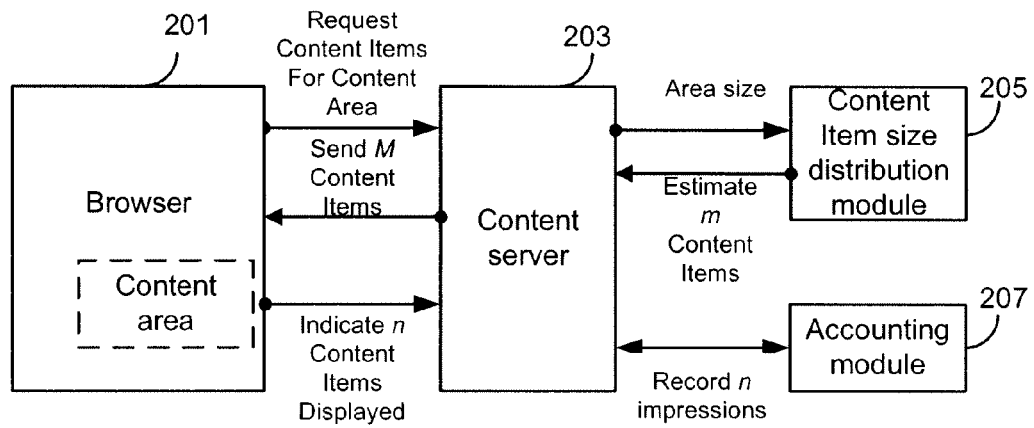 201
Request
Content Items
For Content
Area
203
Area size
205
Content
Item size
distribution
module
Send M
Content
Items
Browser
Estimate
m
Content
Items
Content
server
Content
area
Indicate n
Content
Items
Displayed
207
Accounting
module
Record n
impressions